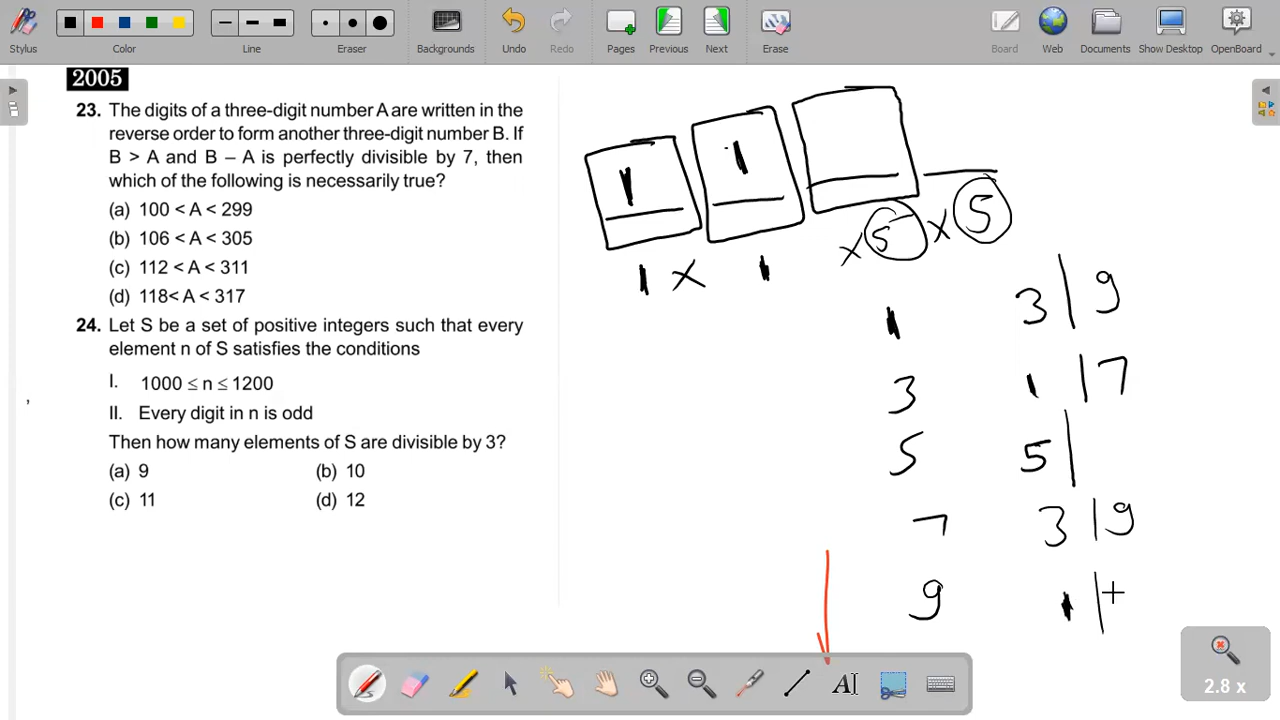 Stylus Color Line Eraser Backgrounds Undo Redo Pages Previous Next Erase Board Web Documents Show Desktop OpenBoard
2005
23. The digits of a three-digit number A are written in the
reverse order to form another three-digit number B. If
B > A and B – A is perfectly divisible by 7, then
which of the following is necessarily true?
(a) 100 < A < 299
(b) 106 < A < 305
(c) 112 < A < 311
(d) 118< A < 317
24. Let S be a set of positive integers such that every
element n of S satisfies the conditions
I. 1000 ≤ n ≤ 1200
II. Every digit in n is odd
Then how many elements of S are divisible by 3?
(a) 9 (b) 10
(c) 11 (d) 12
1 1
1 × 1 × 5 × 5
1 3 | 9
3 1 | 7
5 5 |
7 3 | 9
9 1 |
2.8 x